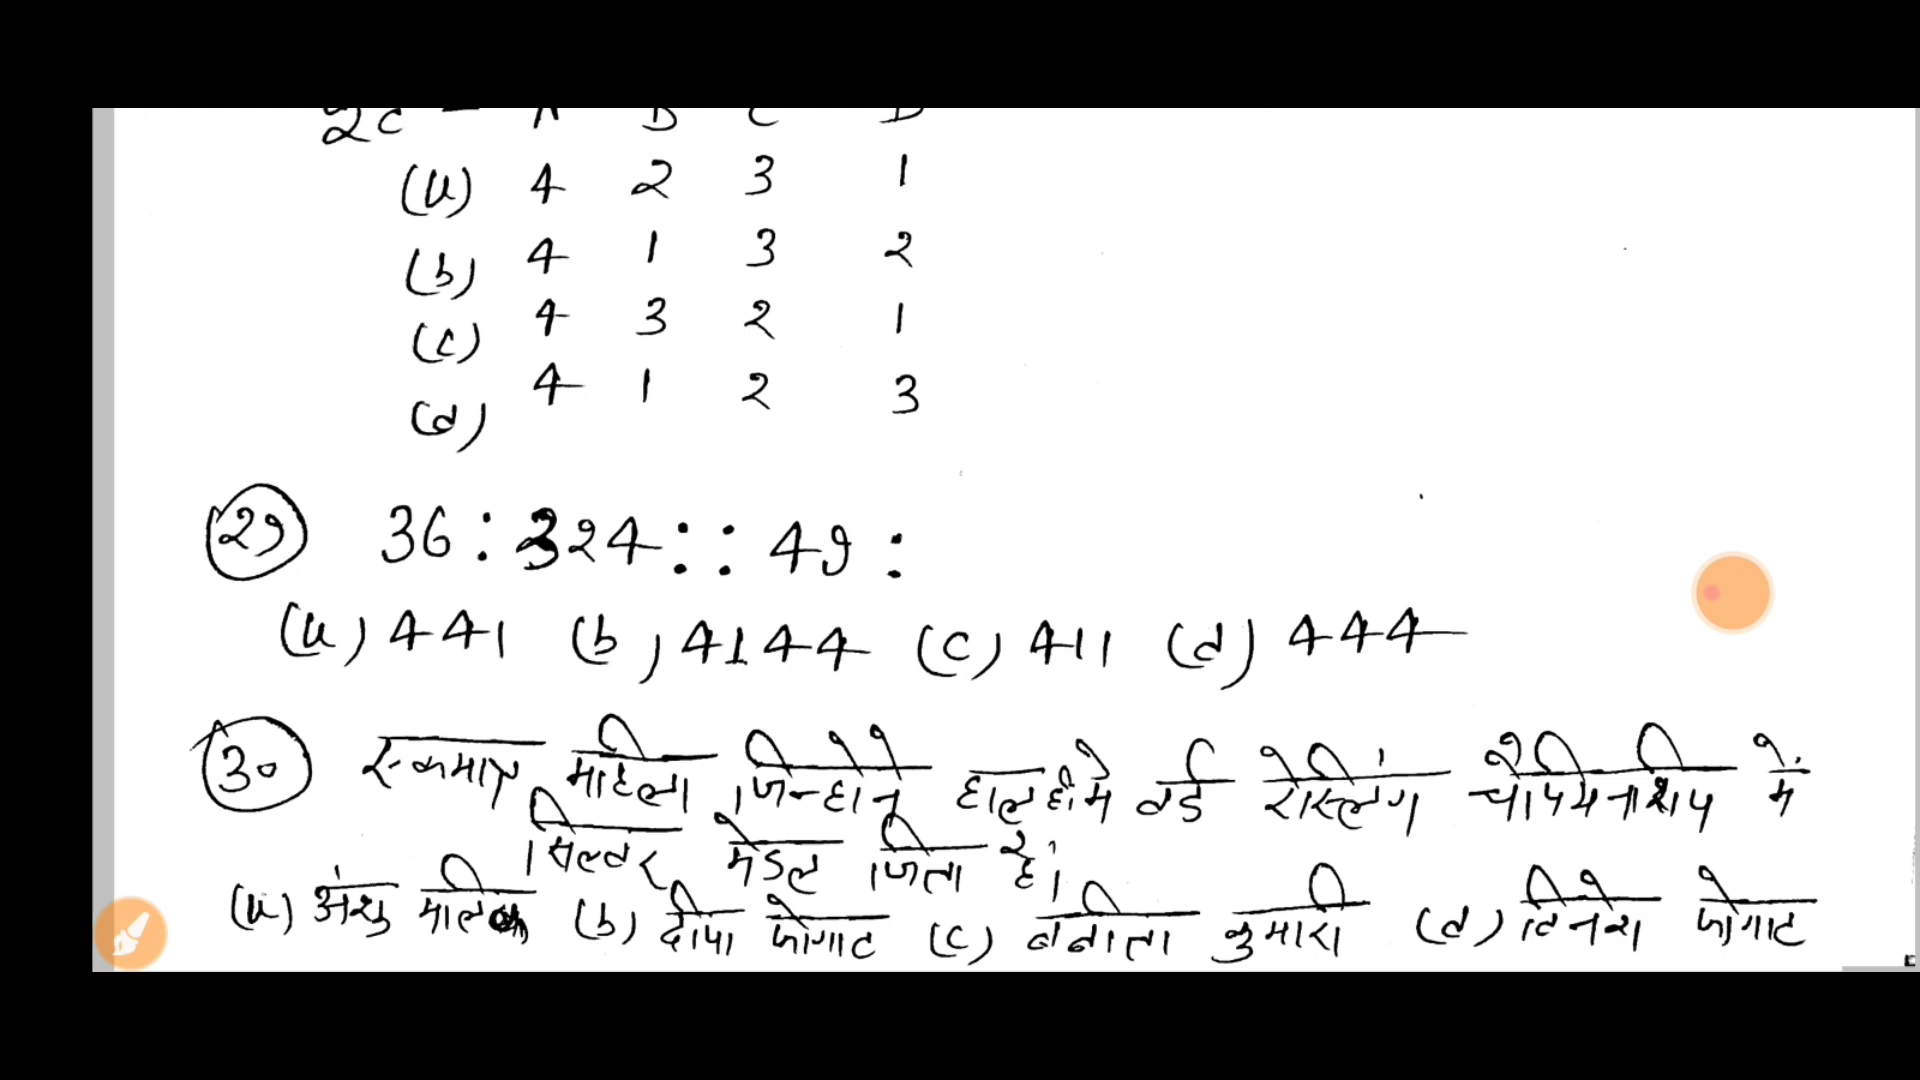 A B C D
(a) 4 2 3 1
(b) 4 1 3 2
(c) 4 3 2 1
(d) 4 1 2 3
29 36 : 324 : : 49 :
(a) 441 (b) 4144 (c) 411 (d) 444
30 एकमात्र महिला जिन्होने हाल ही मे वर्ड रेस्लिंग चेपियनशिप में
सिल्वर मेडल जिता है।
(a) अंशु मलिक (b) दीपा फोगाट (c) बबीता कुमारी (d) विनेश फोगाट